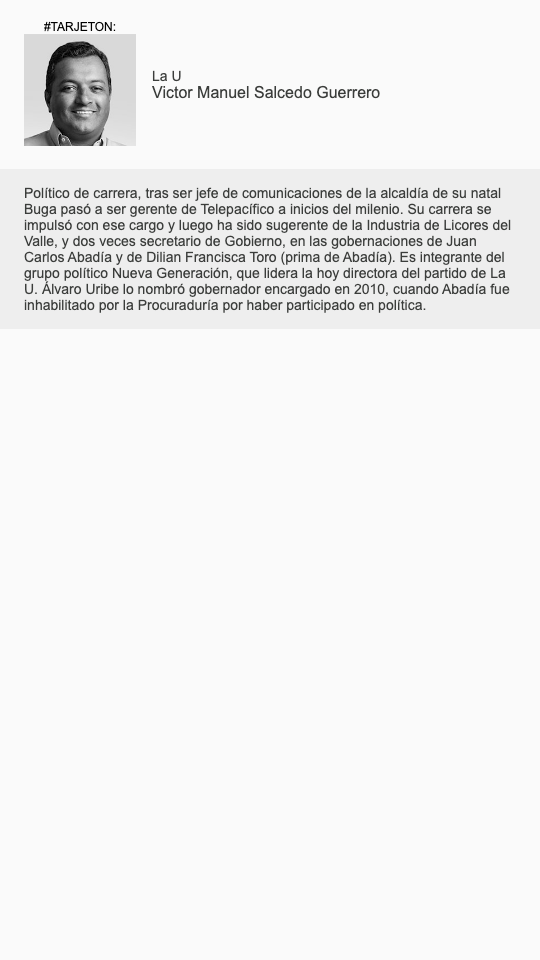 #TARJETON:
La U
Victor Manuel Salcedo Guerrero
Político de carrera, tras ser jefe de comunicaciones de la alcaldía de su natal
Buga pasó a ser gerente de Telepacífico a inicios del milenio. Su carrera se
impulsó con ese cargo y luego ha sido sugerente de la Industria de Licores del
Valle, y dos veces secretario de Gobierno, en las gobernaciones de Juan
Carlos Abadía y de Dilian Francisca Toro (prima de Abadía). Es integrante del
grupo político Nueva Generación, que lidera la hoy directora del partido de La
U. Álvaro Uribe lo nombró gobernador encargado en 2010, cuando Abadía fue
inhabilitado por la Procuraduría por haber participado en política.